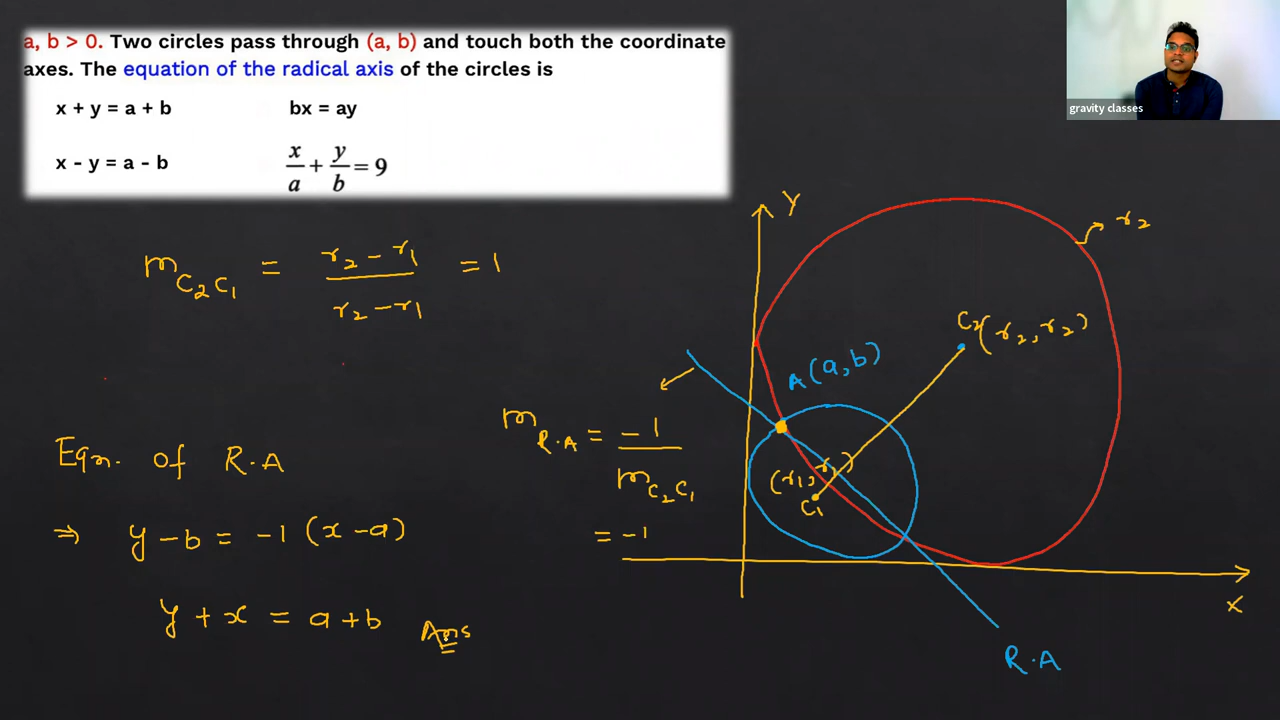 a, b > 0. Two circles pass through (a, b) and touch both the coordinate
axes. The equation of the radical axis of the circles is
x + y = a + b
bx = ay
x - y = a - b
x/a + y/b = 9
gravity classes
m_{C₂C₁} = (r₂ - r₁)/(r₂ - r₁) = 1
Eqn. of R.A
⇒ y - b = -1 (x - a)
y + x = a + b Ans
m_{R.A} = -1/m_{C₂C₁}
= -1
Y
r₂
C₂(r₂, r₂)
A(a, b)
(r₁, r₁)
C₁
X
R.A